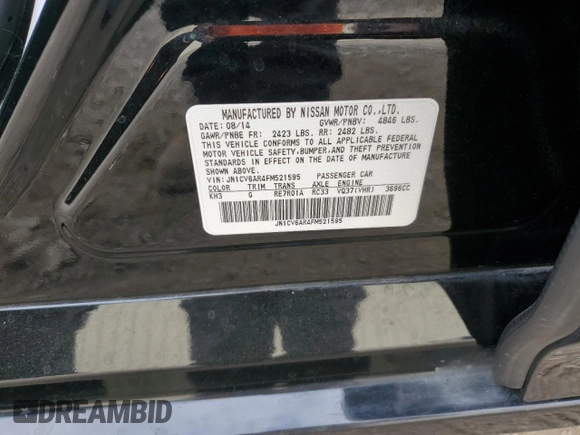 MANUFACTURED BY NISSAN MOTOR CO.,LTD.
DATE: 08/14 GVWR/PNBV: 4846 LBS.
GAWR/PNBE FR: 2423 LBS. RR: 2482 LBS.
THIS VEHICLE CONFORMS TO ALL APPLICABLE FEDERAL
MOTOR VEHICLE SAFETY, BUMPER, AND THEFT PREVENTION
STANDARDS IN EFFECT ON THE DATE OF MANUFACTURE
SHOWN ABOVE.
VIN: JN1CV6AR4FM521595 PASSENGER CAR
COLOR TRIM TRANS AXLE ENGINE
KH3 G RE7R01A RC33 VQ37(VHR) 3696CC
JN1CV6AR4FM521595
DREAMBID